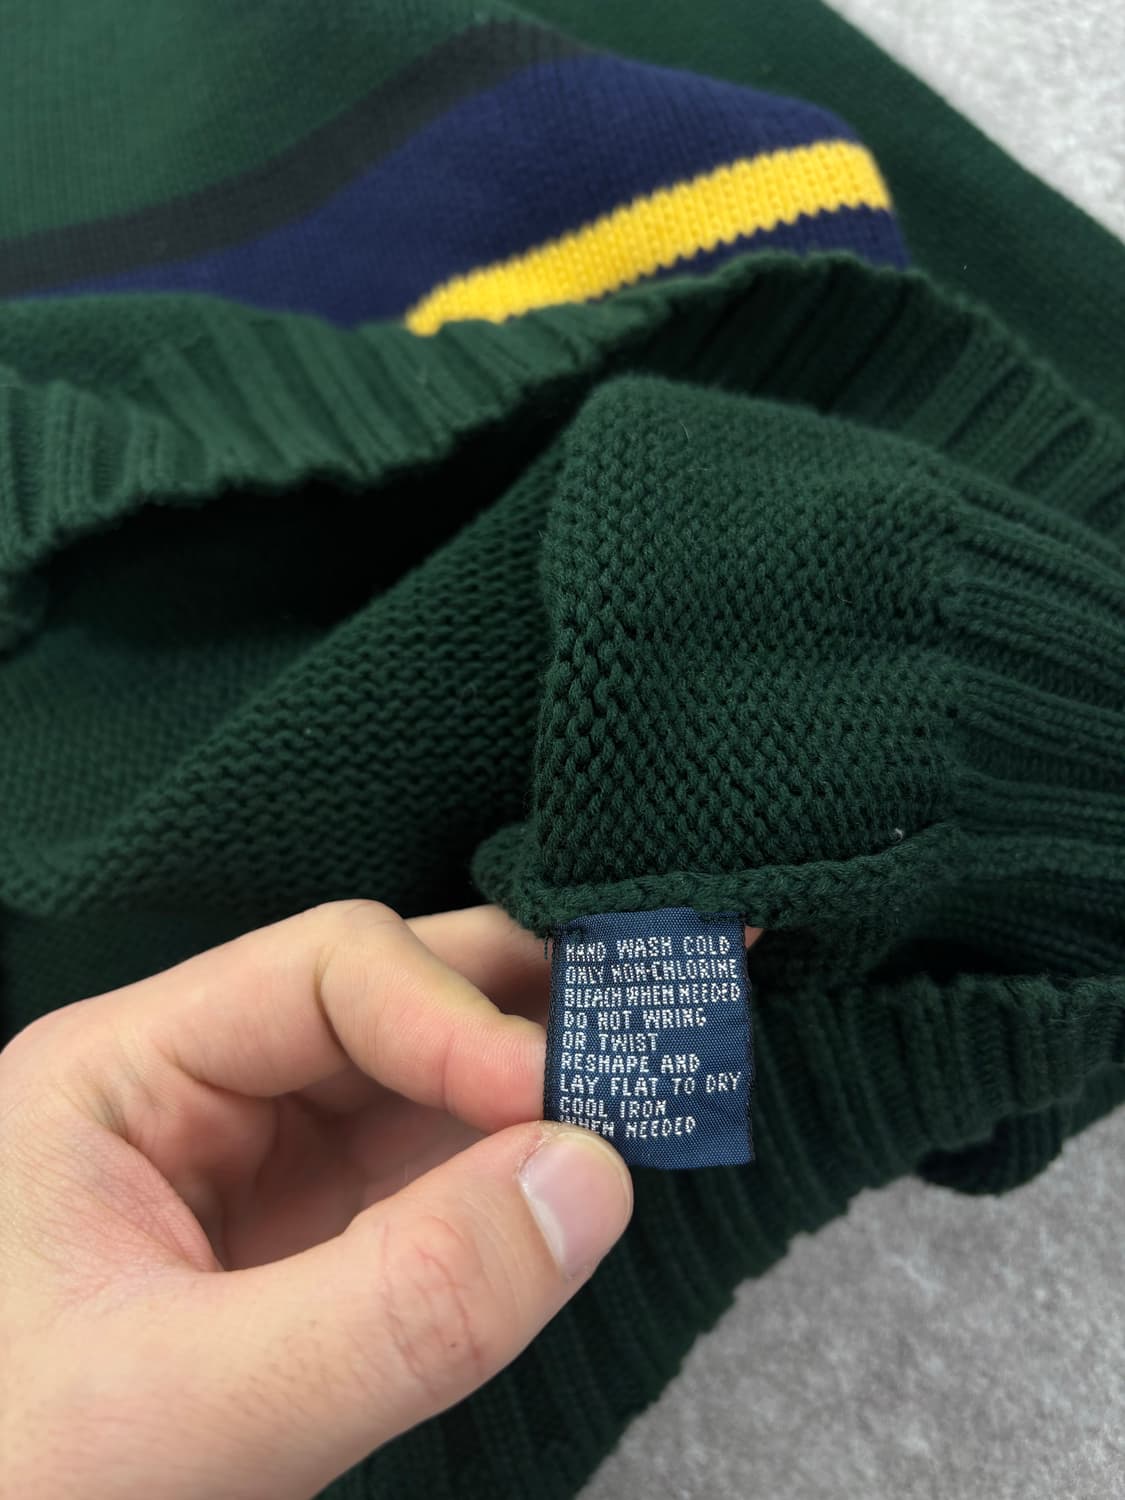 HAND WASH COLD
ONLY NON-CHLORINE
BLEACH WHEN NEEDED
DO NOT WRING
OR TWIST
RESHAPE AND
LAY FLAT TO DRY
COOL IRON
WHEN NEEDED